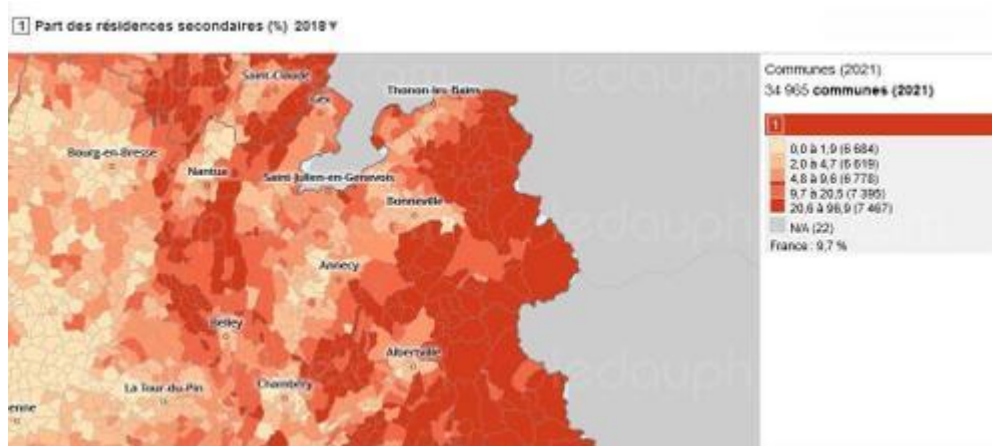 1 Part des résidences secondaires (%) 2018 ▼
Communes (2021)
34 965 communes (2021)
1
0,0 à 1,9 (6 684)
2,0 à 4,7 (6 619)
4,8 à 9,6 (6 778)
9,7 à 20,5 (7 395)
20,6 à 96,9 (7 467)
N/A (22)
France : 9,7 %
Saint-Claude
Gex
Thonon-les-Bains
Bourg-en-Bresse
Nantua
Saint-Julien-en-Genevois
Bonneville
Annecy
Belley
Albertville
La Tour-du-Pin
Chambéry
enne
ledauph